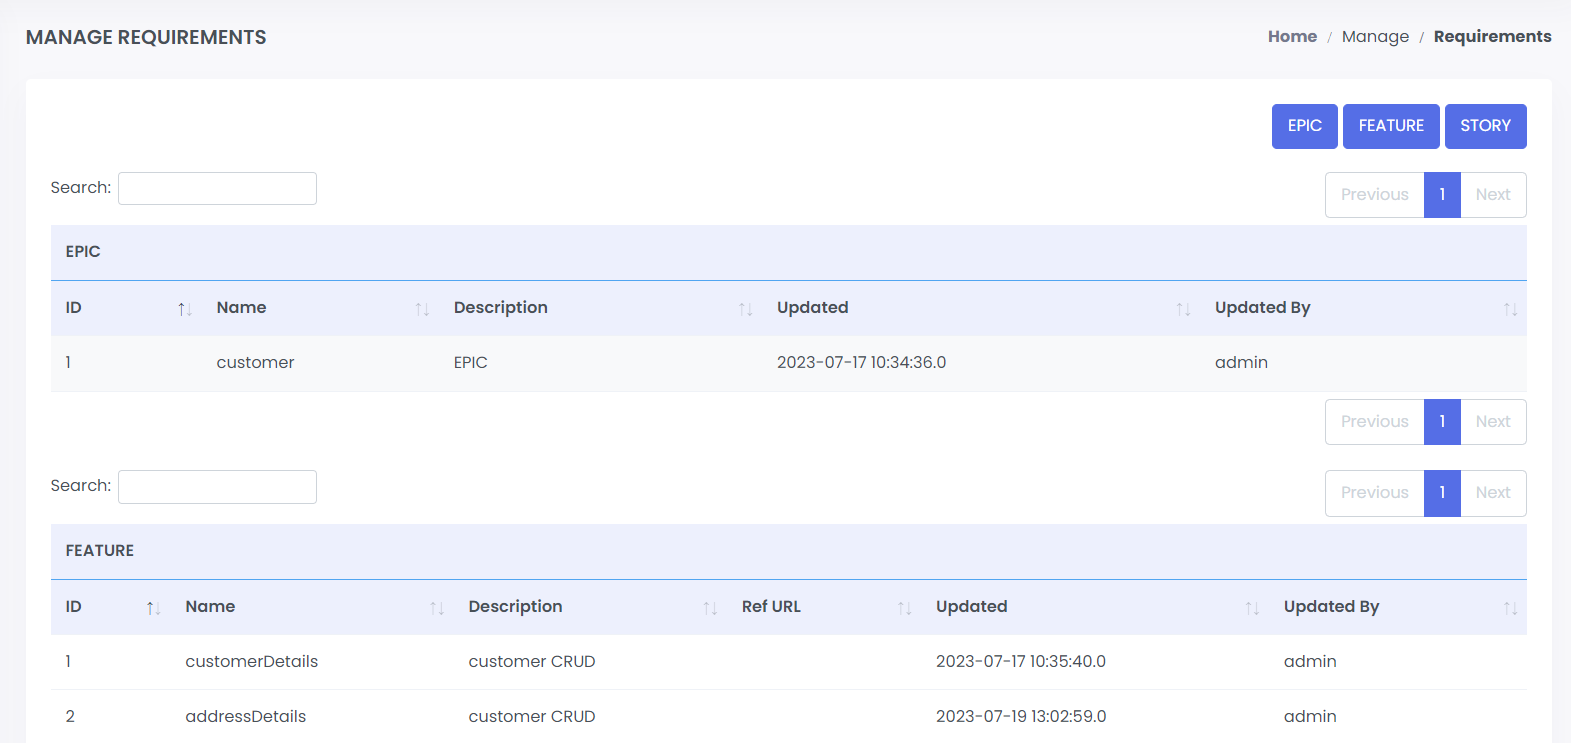 MANAGE REQUIREMENTS
Home / Manage / Requirements
EPIC FEATURE STORY
Search: Previous 1 Next
EPIC
ID Name Description Updated Updated By
1 customer EPIC 2023-07-17 10:34:36.0 admin
Previous 1 Next
Search: Previous 1 Next
FEATURE
ID Name Description Ref URL Updated Updated By
1 customerDetails customer CRUD 2023-07-17 10:35:40.0 admin
2 addressDetails customer CRUD 2023-07-19 13:02:59.0 admin